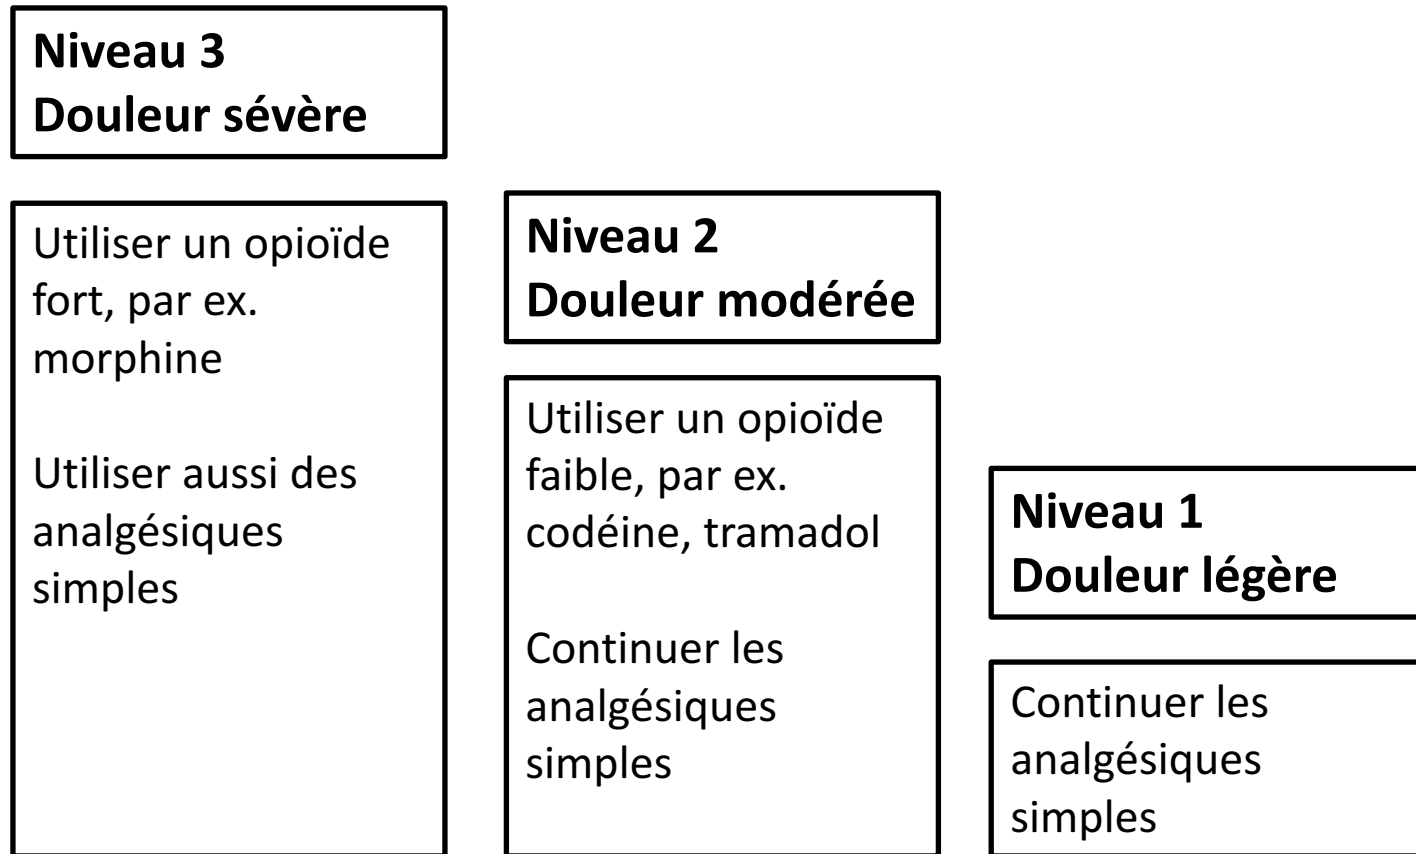 Niveau 3
Douleur sévère
Utiliser un opioïde
fort, par ex.
morphine
Utiliser aussi des
analgésiques
simples
Niveau 2
Douleur modérée
Utiliser un opioïde
faible, par ex.
codéine, tramadol
Continuer les
analgésiques
simples
Niveau 1
Douleur légère
Continuer les
analgésiques
simples